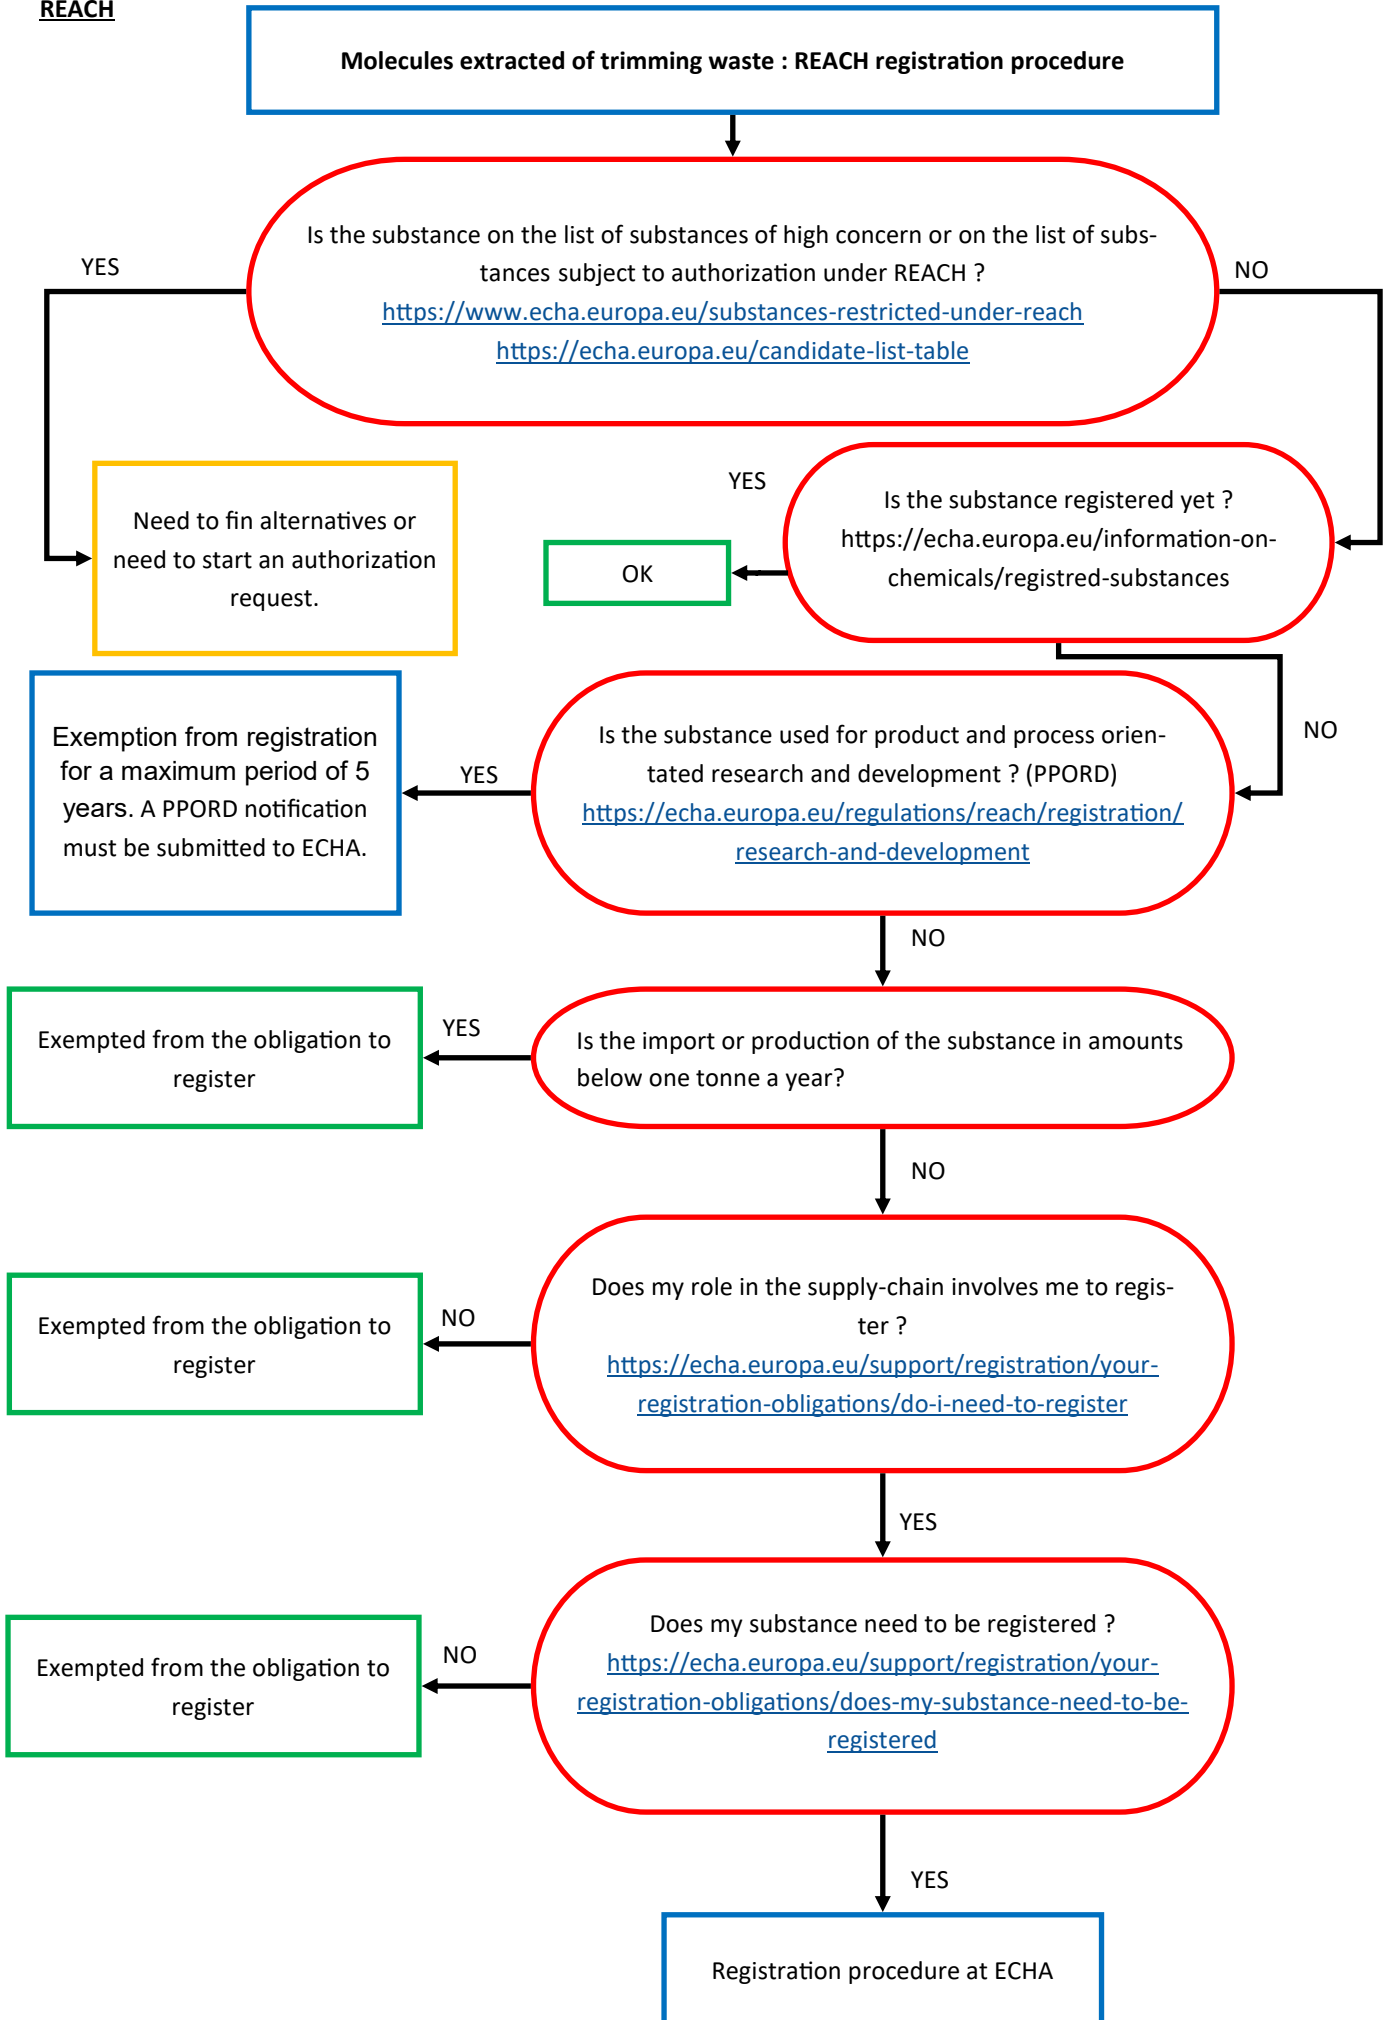 REACH
Molecules extracted of trimming waste : REACH registration procedure
Is the substance on the list of substances of high concern or on the list of subs-
tances subject to authorization under REACH ?
https://www.echa.europa.eu/substances-restricted-under-reach
https://echa.europa.eu/candidate-list-table
YES
NO
Need to fin alternatives or
need to start an authorization
request.
YES
Is the substance registered yet ?
https://echa.europa.eu/information-on-
chemicals/registred-substances
OK
NO
Is the substance used for product and process orien-
tated research and development ? (PPORD)
https://echa.europa.eu/regulations/reach/registration/
research-and-development
YES
Exemption from registration
for a maximum period of 5
years. A PPORD notification
must be submitted to ECHA.
NO
Is the import or production of the substance in amounts
below one tonne a year?
YES
Exempted from the obligation to
register
NO
Does my role in the supply-chain involves me to regis-
ter ?
https://echa.europa.eu/support/registration/your-
registration-obligations/do-i-need-to-register
NO
Exempted from the obligation to
register
YES
Does my substance need to be registered ?
https://echa.europa.eu/support/registration/your-
registration-obligations/does-my-substance-need-to-be-
registered
NO
Exempted from the obligation to
register
YES
Registration procedure at ECHA